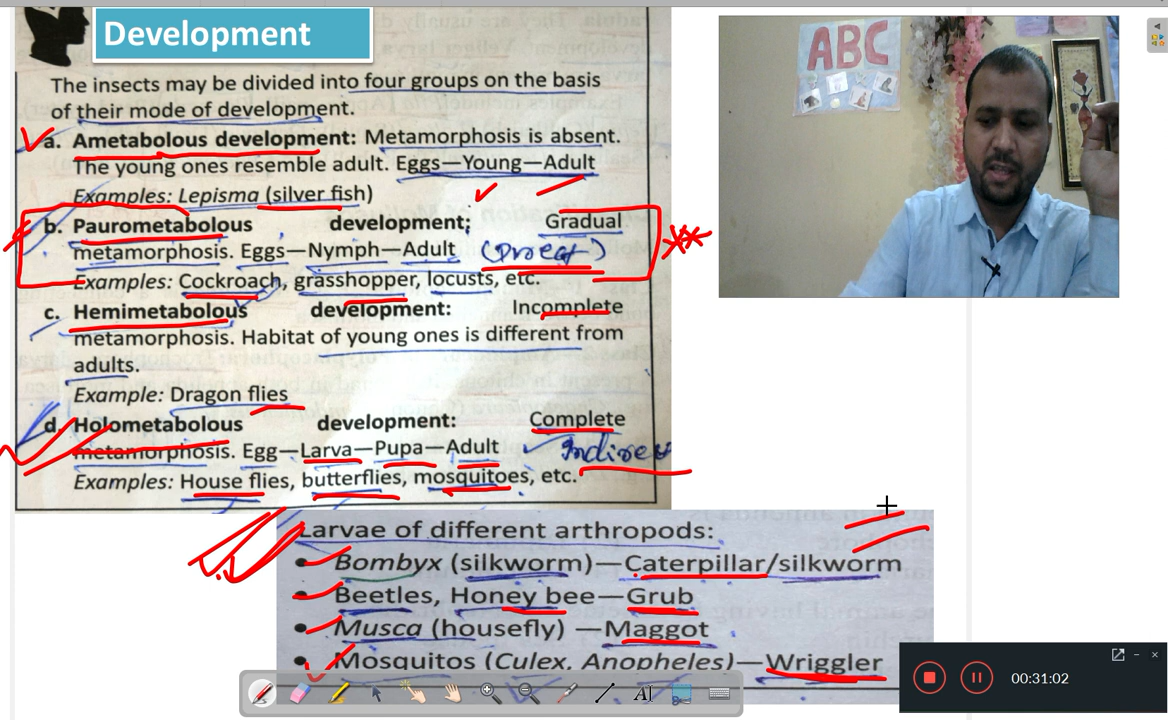 Development
ABC
The insects may be divided into four groups on the basis
of their mode of development.
a. Ametabolous development: Metamorphosis is absent.
The young ones resemble adult. Eggs—Young—Adult
Examples: Lepisma (silver fish)
b. Paurometabolous development; Gradual
metamorphosis. Eggs—Nymph—Adult (Direct)
Examples: Cockroach, grasshopper, locusts, etc.
c. Hemimetabolous development: Incomplete
metamorphosis. Habitat of young ones is different from
adults.
Example: Dragon flies
d. Holometabolous development: Complete
metamorphosis. Egg—Larva—Pupa—Adult Indirect
Examples: House flies, butterflies, mosquitoes, etc.
Larvae of different arthropods:
• Bombyx (silkworm)—Caterpillar/silkworm
• Beetles, Honey bee—Grub
• Musca (housefly) —Maggot
• Mosquitos (Culex, Anopheles)—Wriggler
00:31:02